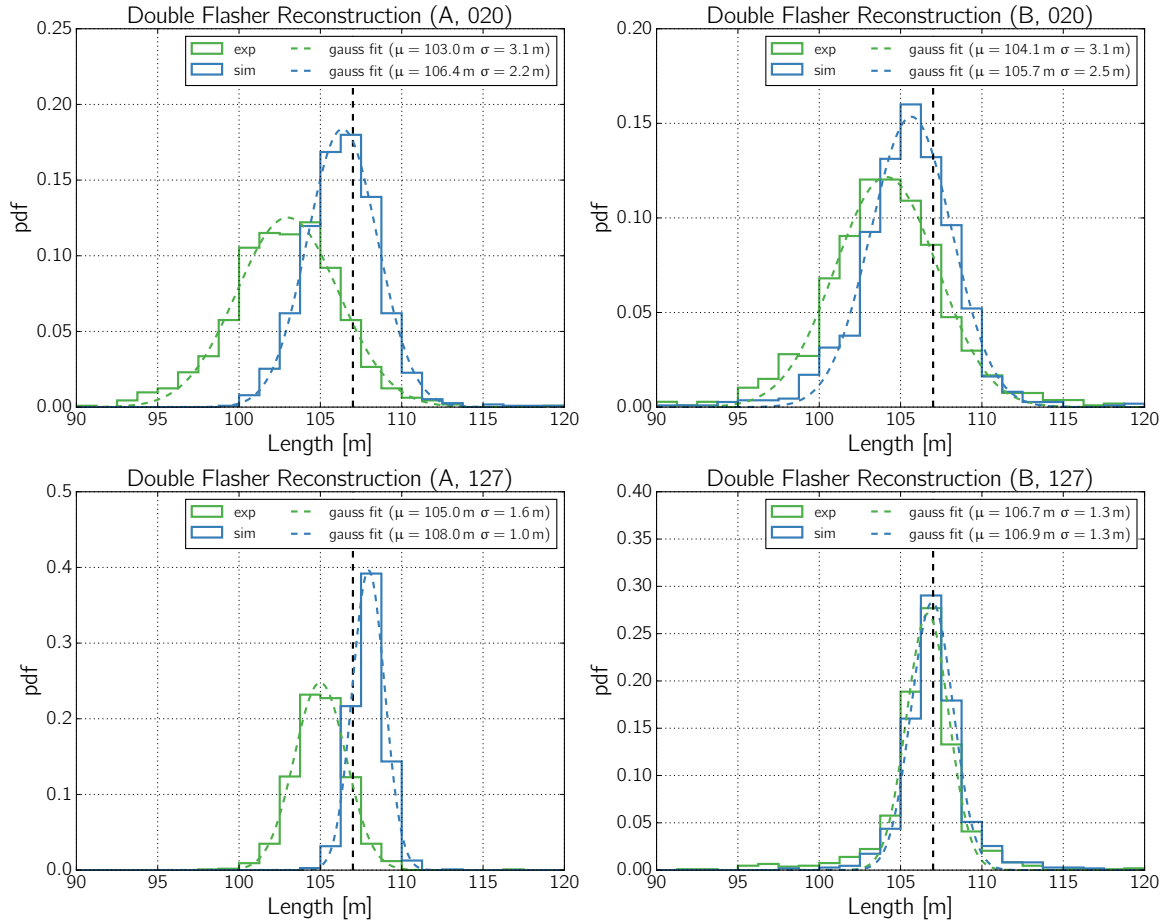 Double Flasher Reconstruction (A, 020)
exp
gauss fit (μ = 103.0 m σ = 3.1 m)
sim
gauss fit (μ = 106.4 m σ = 2.2 m)
pdf
0.25
0.20
0.15
0.10
0.05
0.00
90 95 100 105 110 115 120
Length [m]
Double Flasher Reconstruction (B, 020)
exp
gauss fit (μ = 104.1 m σ = 3.1 m)
sim
gauss fit (μ = 105.7 m σ = 2.5 m)
pdf
0.20
0.15
0.10
0.05
0.00
90 95 100 105 110 115 120
Length [m]
Double Flasher Reconstruction (A, 127)
exp
gauss fit (μ = 105.0 m σ = 1.6 m)
sim
gauss fit (μ = 108.0 m σ = 1.0 m)
pdf
0.5
0.4
0.3
0.2
0.1
0.0
90 95 100 105 110 115 120
Length [m]
Double Flasher Reconstruction (B, 127)
exp
gauss fit (μ = 106.7 m σ = 1.3 m)
sim
gauss fit (μ = 106.9 m σ = 1.3 m)
pdf
0.40
0.35
0.30
0.25
0.20
0.15
0.10
0.05
0.00
90 95 100 105 110 115 120
Length [m]